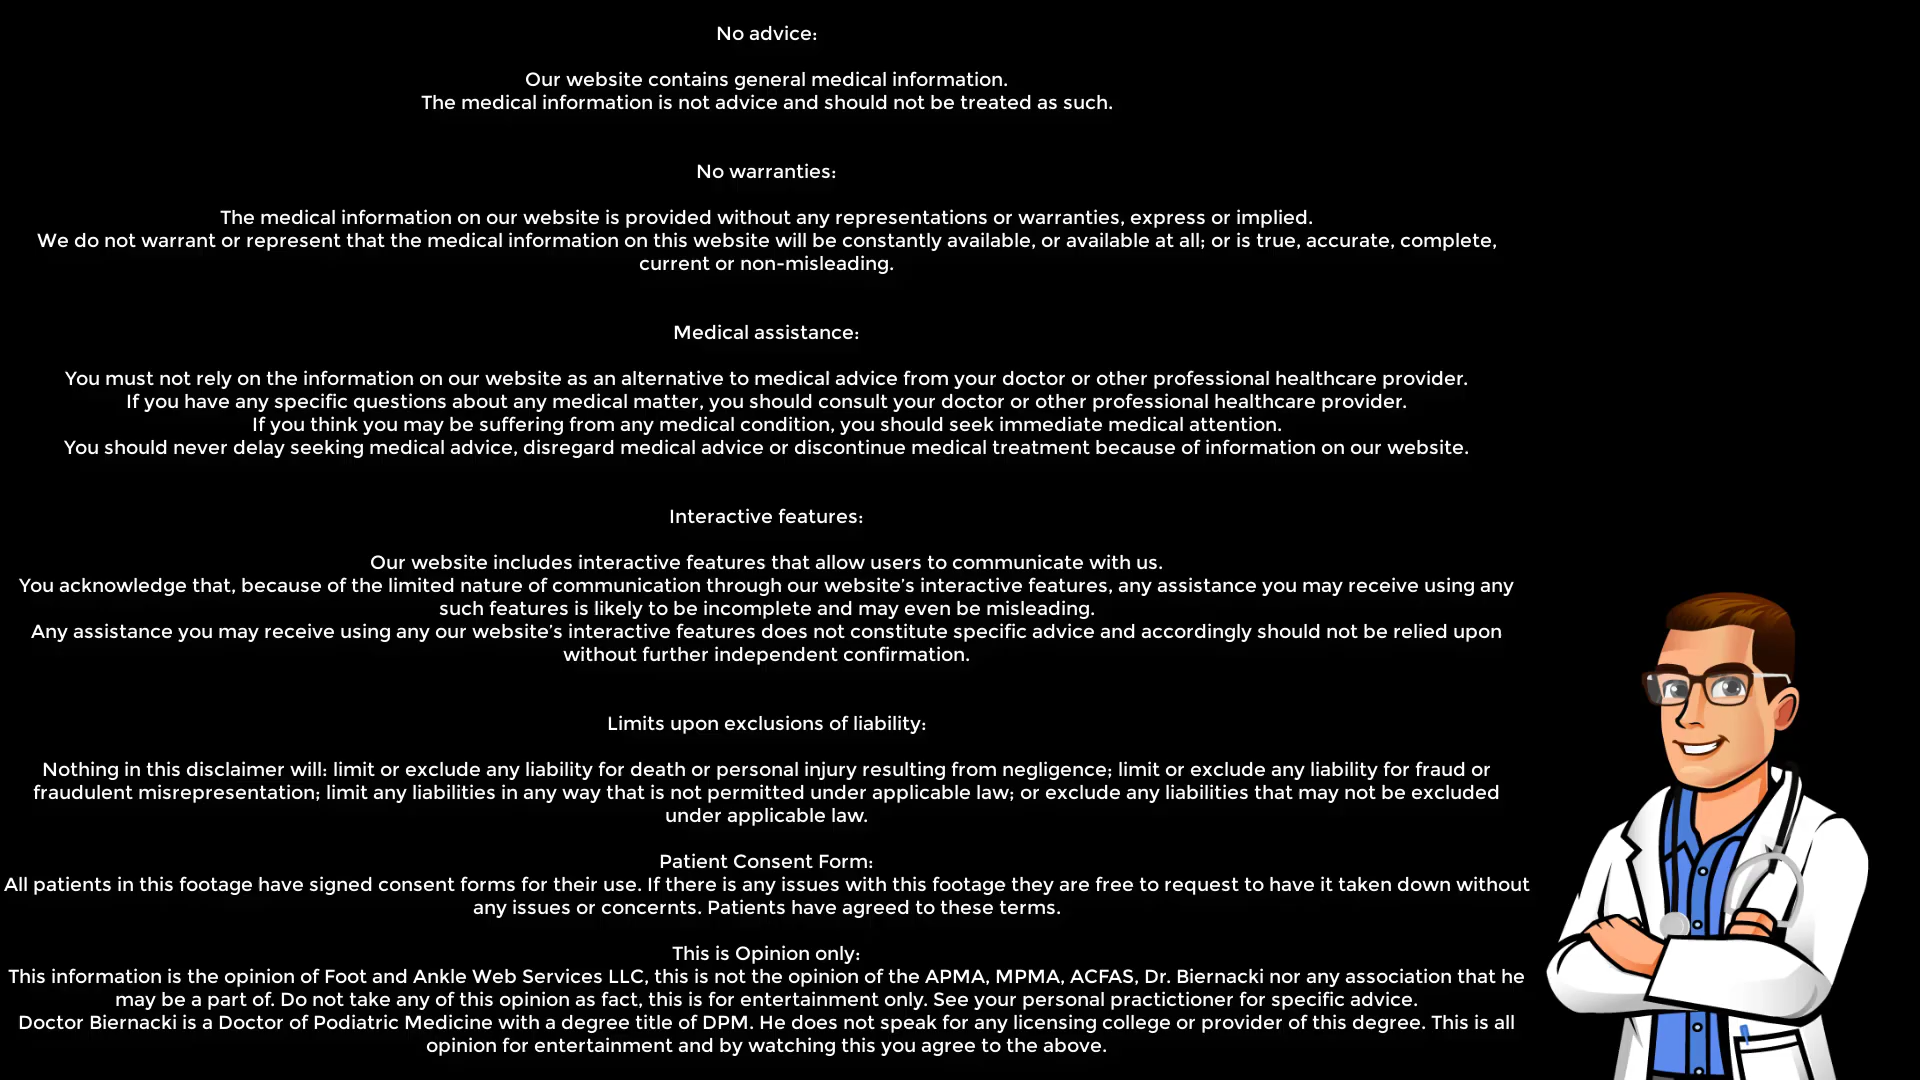 No advice:
Our website contains general medical information.
The medical information is not advice and should not be treated as such.
No warranties:
The medical information on our website is provided without any representations or warranties, express or implied.
We do not warrant or represent that the medical information on this website will be constantly available, or available at all; or is true, accurate, complete,
current or non-misleading.
Medical assistance:
You must not rely on the information on our website as an alternative to medical advice from your doctor or other professional healthcare provider.
If you have any specific questions about any medical matter, you should consult your doctor or other professional healthcare provider.
If you think you may be suffering from any medical condition, you should seek immediate medical attention.
You should never delay seeking medical advice, disregard medical advice or discontinue medical treatment because of information on our website.
Interactive features:
Our website includes interactive features that allow users to communicate with us.
You acknowledge that, because of the limited nature of communication through our website’s interactive features, any assistance you may receive using any
such features is likely to be incomplete and may even be misleading.
Any assistance you may receive using any our website’s interactive features does not constitute specific advice and accordingly should not be relied upon
without further independent confirmation.
Limits upon exclusions of liability:
Nothing in this disclaimer will: limit or exclude any liability for death or personal injury resulting from negligence; limit or exclude any liability for fraud or
fraudulent misrepresentation; limit any liabilities in any way that is not permitted under applicable law; or exclude any liabilities that may not be excluded
under applicable law.
Patient Consent Form:
All patients in this footage have signed consent forms for their use. If there is any issues with this footage they are free to request to have it taken down without
any issues or concernts. Patients have agreed to these terms.
This is Opinion only:
This information is the opinion of Foot and Ankle Web Services LLC, this is not the opinion of the APMA, MPMA, ACFAS, Dr. Biernacki nor any association that he
may be a part of. Do not take any of this opinion as fact, this is for entertainment only. See your personal practictioner for specific advice.
Doctor Biernacki is a Doctor of Podiatric Medicine with a degree title of DPM. He does not speak for any licensing college or provider of this degree. This is all
opinion for entertainment and by watching this you agree to the above.